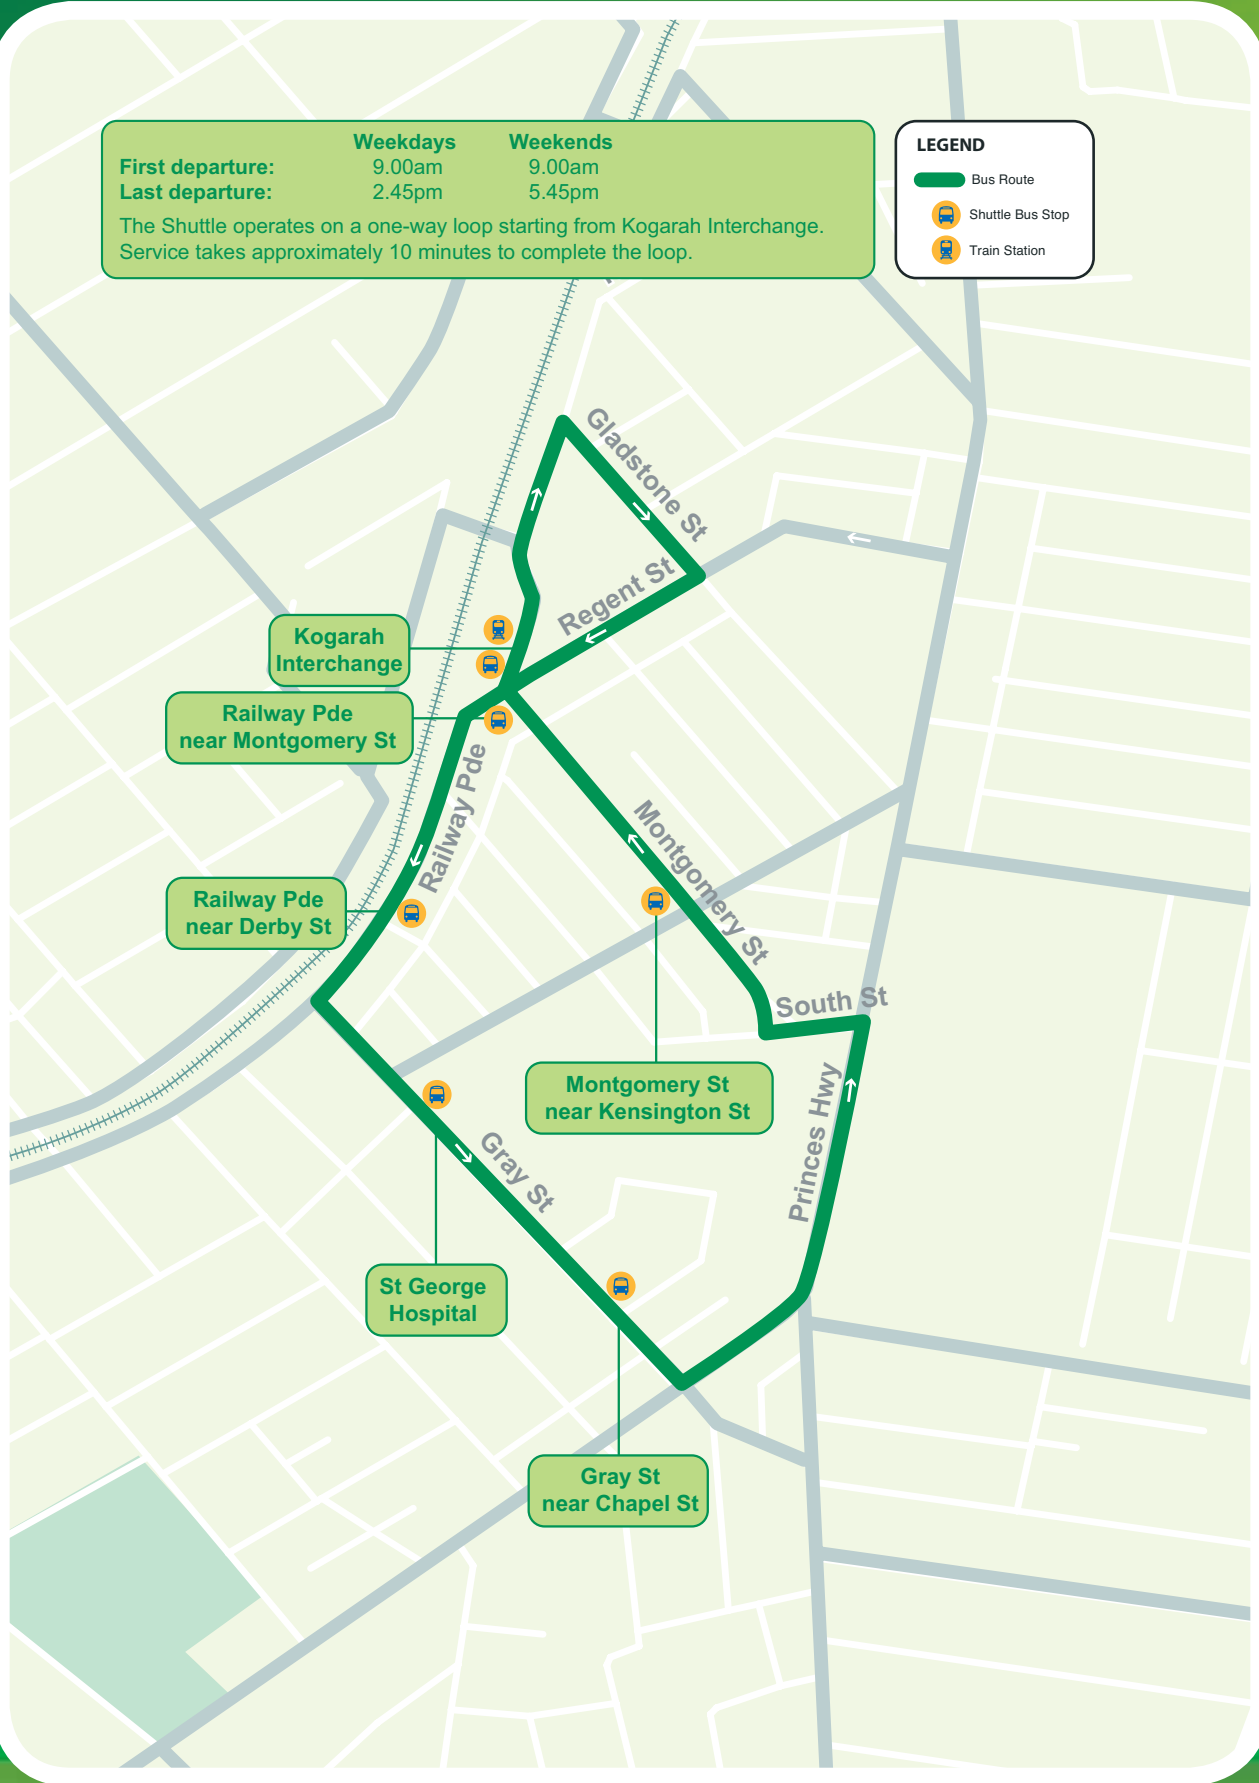 Weekdays Weekends
First departure: 9.00am 9.00am
Last departure: 2.45pm 5.45pm
The Shuttle operates on a one-way loop starting from Kogarah Interchange.
Service takes approximately 10 minutes to complete the loop.
LEGEND
Bus Route
Shuttle Bus Stop
Train Station
Gladstone St
Regent St
Kogarah
Interchange
Railway Pde
near Montgomery St
Railway Pde
Montgomery St
Railway Pde
near Derby St
South St
Montgomery St
near Kensington St
Princes Hwy
Gray St
St George
Hospital
Gray St
near Chapel St